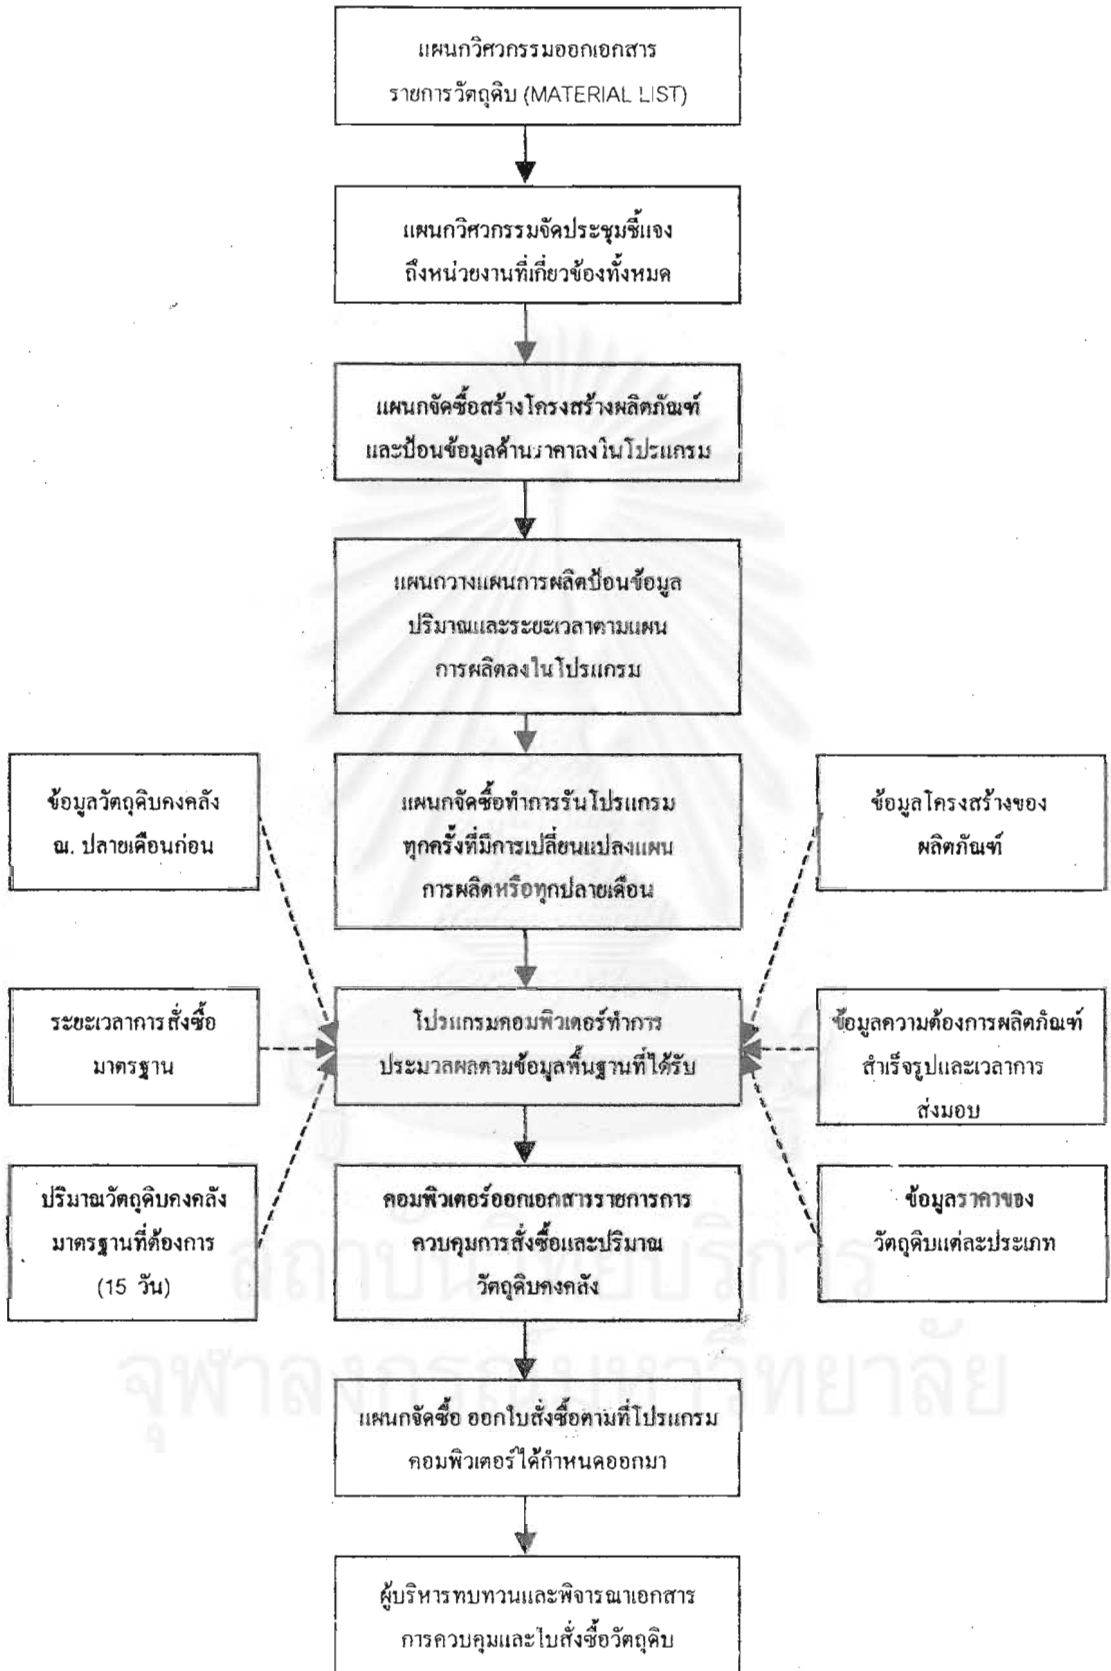 แผนกวิศวกรรมออกเอกสาร
รายการวัตถุดิบ (MATERIAL LIST)
แผนกวิศวกรรมจัดประชุมชี้แจง
ถึงหน่วยงานที่เกี่ยวข้องทั้งหมด
แผนกจัดซื้อสร้างโครงสร้างผลิตภัณฑ์
และป้อนข้อมูลด้านราคาลงในโปรแกรม
แผนกวางแผนการผลิตป้อนข้อมูล
ปริมาณและระยะเวลาตามแผน
การผลิตลงในโปรแกรม
แผนกจัดซื้อทำการรันโปรแกรม
ทุกครั้งที่มีการเปลี่ยนแปลงแผน
การผลิตหรือทุกปลายเดือน
ข้อมูลวัตถุดิบคงคลัง
ณ. ปลายเดือนก่อน
ระยะเวลาการสั่งซื้อ
มาตรฐาน
ปริมาณวัตถุดิบคงคลัง
มาตรฐานที่ต้องการ
(15 วัน)
ข้อมูลโครงสร้างของ
ผลิตภัณฑ์
ข้อมูลความต้องการผลิตภัณฑ์
สำเร็จรูปและเวลาการ
ส่งมอบ
ข้อมูลราคาของ
วัตถุดิบแต่ละประเภท
โปรแกรมคอมพิวเตอร์ทำการ
ประมวลผลตามข้อมูลพื้นฐานที่ได้รับ
คอมพิวเตอร์ออกเอกสารรายการการ
ควบคุมการสั่งซื้อและปริมาณ
วัตถุดิบคงคลัง
แผนกจัดซื้อ ออกใบสั่งซื้อตามที่โปรแกรม
คอมพิวเตอร์ได้กำหนดออกมา
ผู้บริหารทบทวนและพิจารณาเอกสาร
การควบคุมและใบสั่งซื้อวัตถุดิบ
สถาบันวิทยบริการ
จุฬาลงกรณ์มหาวิทยาลัย